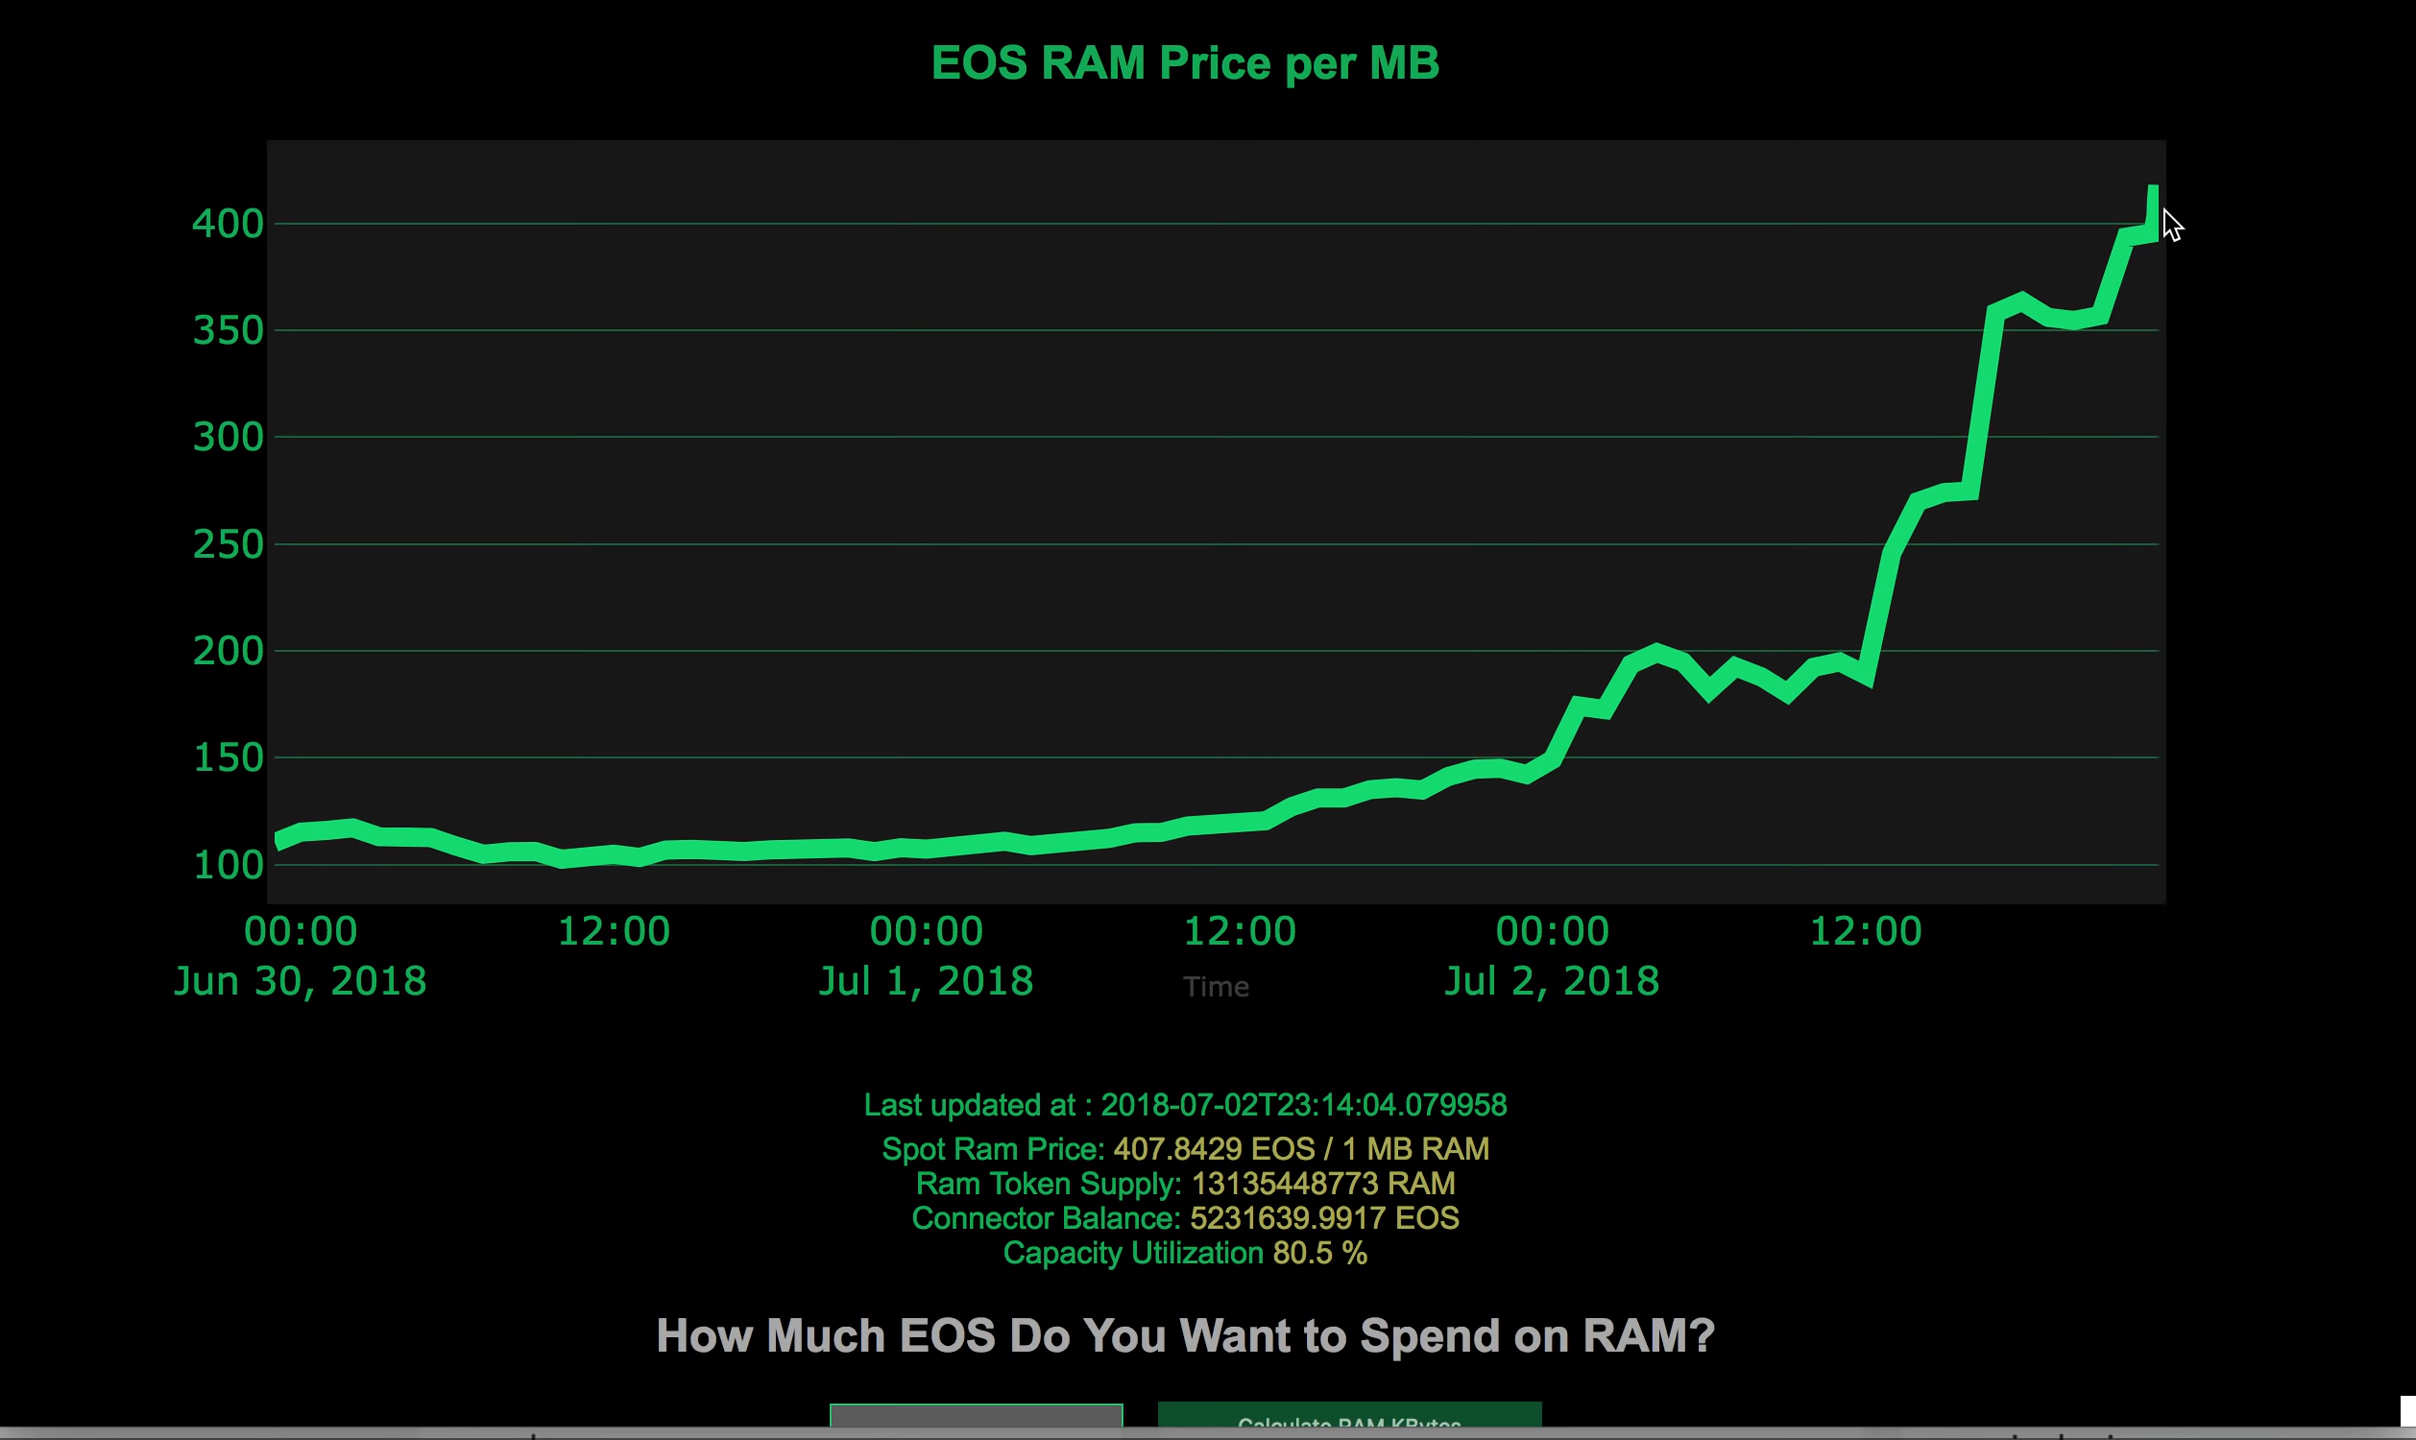 EOS RAM Price per MB
400
350
300
250
200
150
100
00:00 12:00 00:00 12:00 00:00 12:00
Jun 30, 2018 Jul 1, 2018 Jul 2, 2018
Time
Last updated at : 2018-07-02T23:14:04.079958
Spot Ram Price: 407.8429 EOS / 1 MB RAM
Ram Token Supply: 13135448773 RAM
Connector Balance: 5231639.9917 EOS
Capacity Utilization 80.5 %
How Much EOS Do You Want to Spend on RAM?
Calculate RAM KBytes